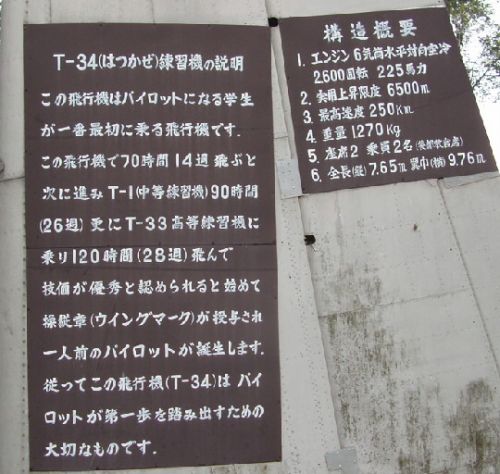 T-34(はつかぜ)練習機の説明
この飛行機はパイロットになる学生
が一番最初に乗る飛行機です.
この飛行機で70時間14週飛ぶと
次に進みT-1(中等練習機)90時間
(26週)更にT-33高等練習機に
乗り120時間(28週)飛んで
技価が優秀と認められると始めて
操従章(ウイングマーク)が授与され
一人前のパイロットが誕生します.
従ってこの飛行機(T-34)はパイ
ロットが第一歩を踏み出すための
大切なものです.
構造概要
1. エンジン6気筒水平対向空冷
2,600回転 225馬力
2. 実用上昇限度 6500m
3. 最高速度 250Km
4. 重量 1270Kg
5. 座席2 乗員2名
6. 全長(縦)7.65m 翼巾(横)9.76m